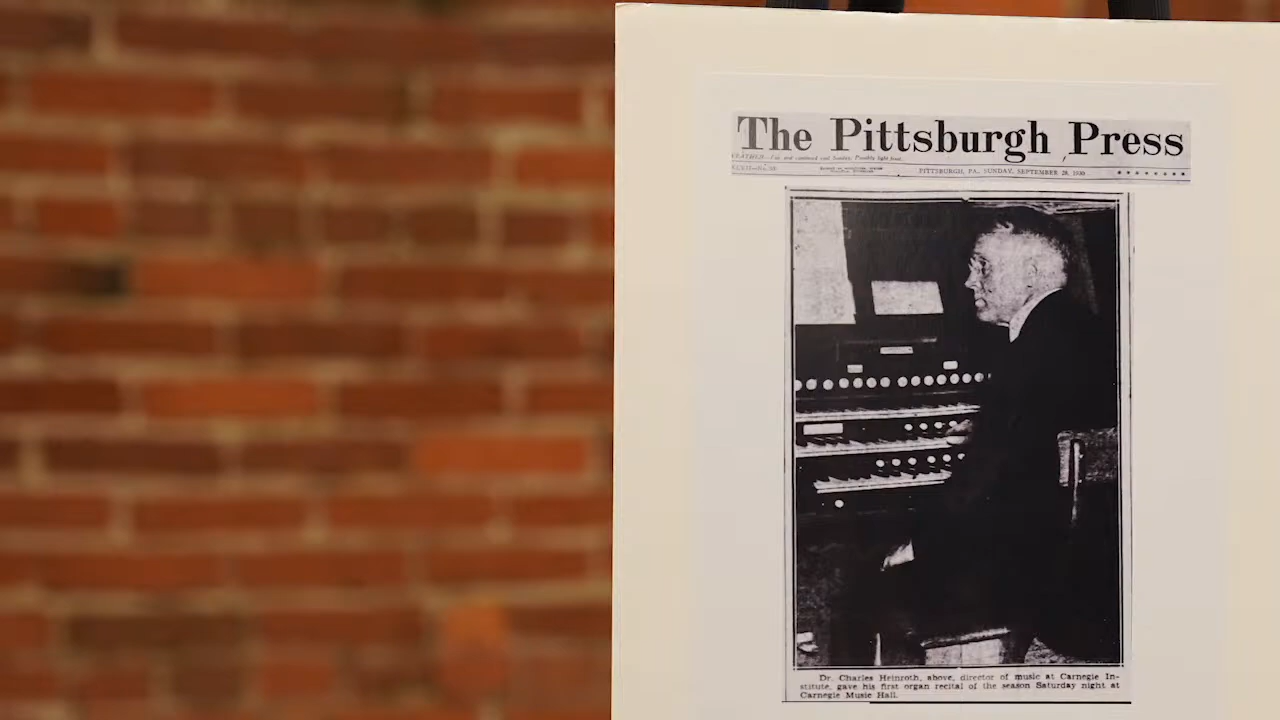 The Pittsburgh Press
PITTSBURGH, PA., SUNDAY, SEPTEMBER 28, 1930
Dr. Charles Heinroth, above, director of music at Carnegie In-
stitute, gave his first organ recital of the season Saturday night at
Carnegie Music Hall.